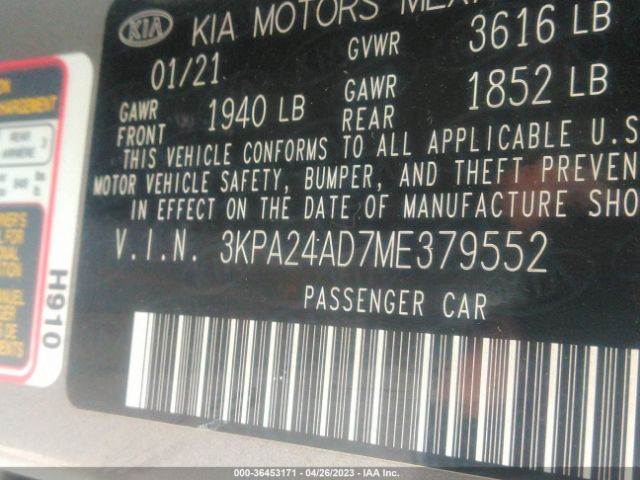 KIA KIA MOTORS MEX
01/21 GVWR 3616 LB
GAWR FRONT 1940 LB GAWR REAR 1852 LB
THIS VEHICLE CONFORMS TO ALL APPLICABLE U.S
MOTOR VEHICLE SAFETY, BUMPER, AND THEFT PREVEN
IN EFFECT ON THE DATE OF MANUFACTURE SHO
V.I.N. 3KPA24AD7ME379552
PASSENGER CAR
H910
REAR
000-36453171 | 04/26/2023 | IAA Inc.